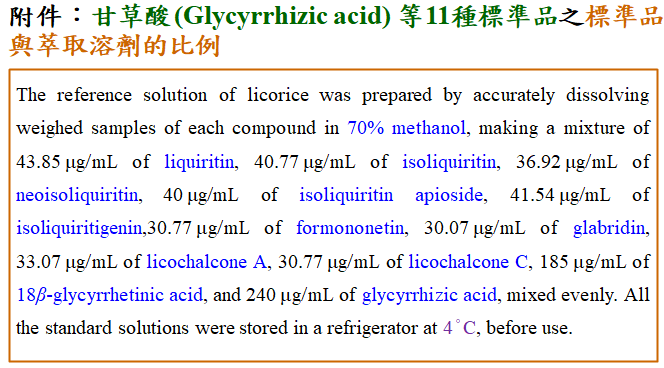 附件：甘草酸 (Glycyrrhizic acid) 等11種標準品之標準品
與萃取溶劑的比例
The reference solution of licorice was prepared by accurately dissolving
weighed samples of each compound in 70% methanol, making a mixture of
43.85 μg/mL of liquiritin, 40.77 μg/mL of isoliquiritin, 36.92 μg/mL of
neoisoliquiritin, 40 μg/mL of isoliquiritin apioside, 41.54 μg/mL of
isoliquiritigenin,30.77 μg/mL of formononetin, 30.07 μg/mL of glabridin,
33.07 μg/mL of licochalcone A, 30.77 μg/mL of licochalcone C, 185 μg/mL of
18β-glycyrrhetinic acid, and 240 μg/mL of glycyrrhizic acid, mixed evenly. All
the standard solutions were stored in a refrigerator at 4°C, before use.